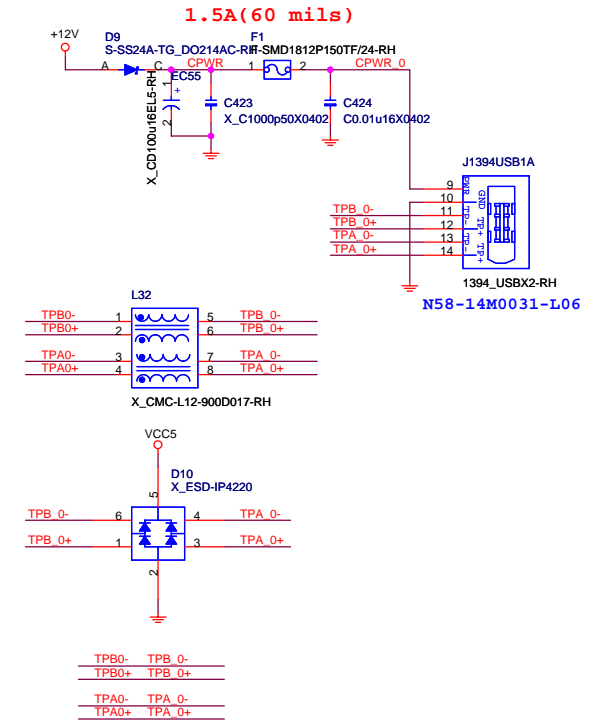 1.5A(60 mils)
+12V
D9
S-SS24A-TG_DO214AC-RH
F1
F-SMD1812P150TF/24-RH
A
C
CPWR
1
2
CPWR_0
EC55
1
+
2
X_CD100u16EL5-RH
C423
X_C1000p50X0402
C424
C0.01u16X0402
J1394USB1A
9
PWR
10
GND
TPB_0-
11
TP-
TPB_0+
12
TP+
TPA_0-
13
TP-
TPA_0+
14
TP+
1394_USBX2-RH
N58-14M0031-L06
L32
TPB0-
1
5
TPB_0-
TPB0+
2
6
TPB_0+
TPA0-
3
7
TPA_0-
TPA0+
4
8
TPA_0+
X_CMC-L12-900D017-RH
VCC5
D10
X_ESD-IP4220
5
TPB_0-
6
4
TPA_0-
TPB_0+
1
3
TPA_0+
2
TPB0- TPB_0-
TPB0+ TPB_0+
TPA0- TPA_0-
TPA0+ TPA_0+